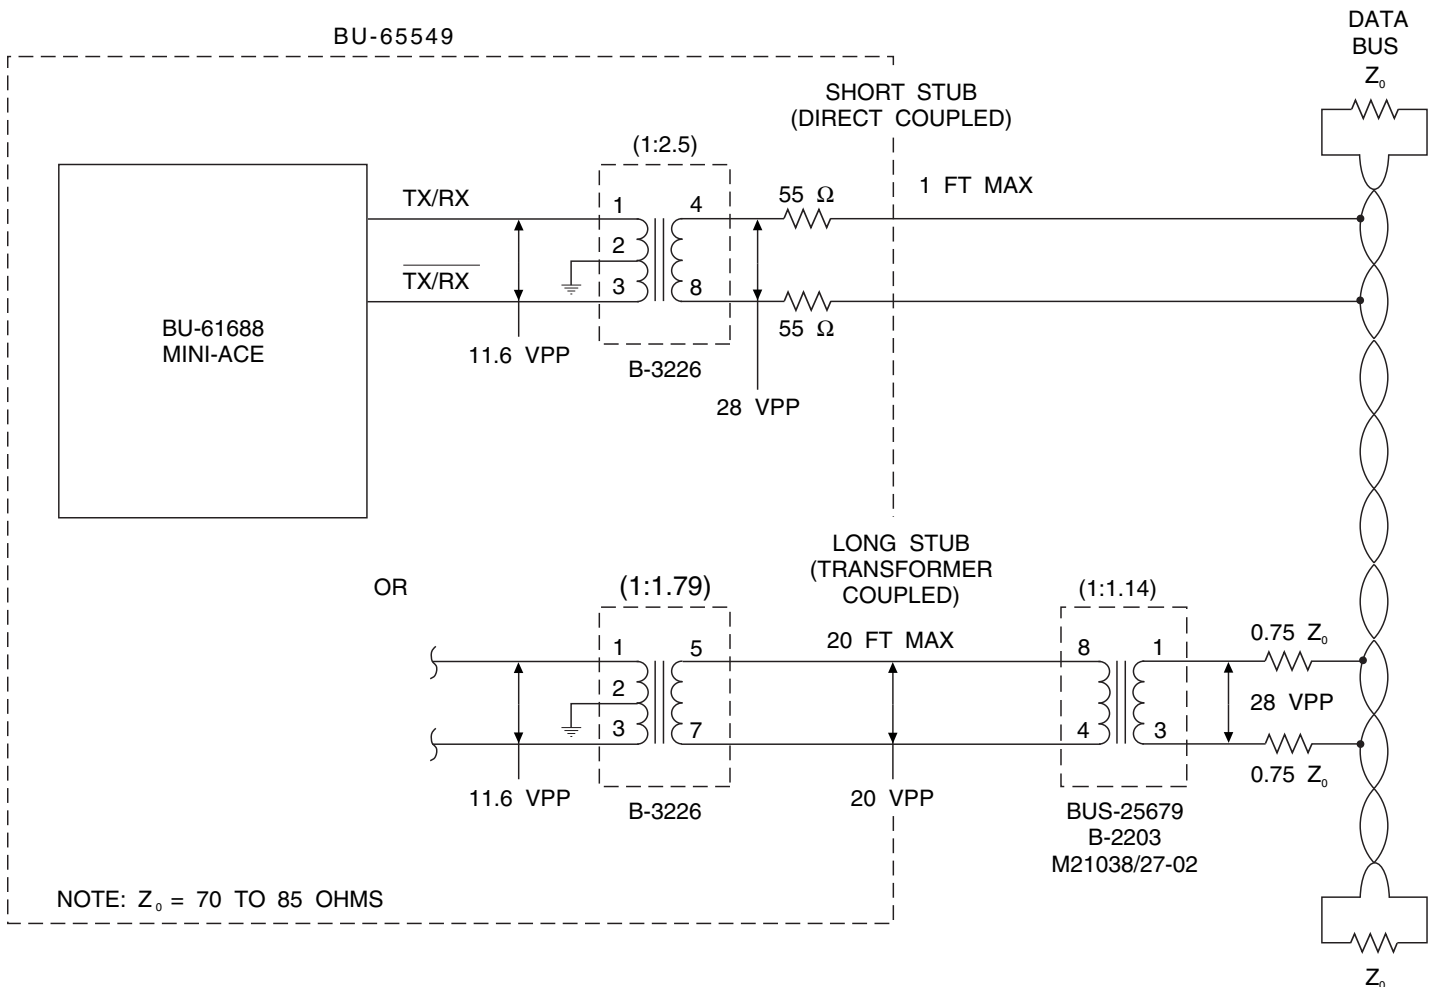 BU-65549
DATA
BUS
Z₀
SHORT STUB
(DIRECT COUPLED)
(1:2.5)
TX/RX
1
4
55 Ω
1 FT MAX
2
TX/RX
3
8
55 Ω
BU-61688
MINI-ACE
11.6 VPP
B-3226
28 VPP
LONG STUB
(TRANSFORMER
COUPLED)
OR
(1:1.79)
(1:1.14)
20 FT MAX
0.75 Z₀
1
5
8
1
2
28 VPP
3
7
4
3
0.75 Z₀
11.6 VPP
B-3226
20 VPP
BUS-25679
B-2203
M21038/27-02
NOTE: Z₀ = 70 TO 85 OHMS
Z₀